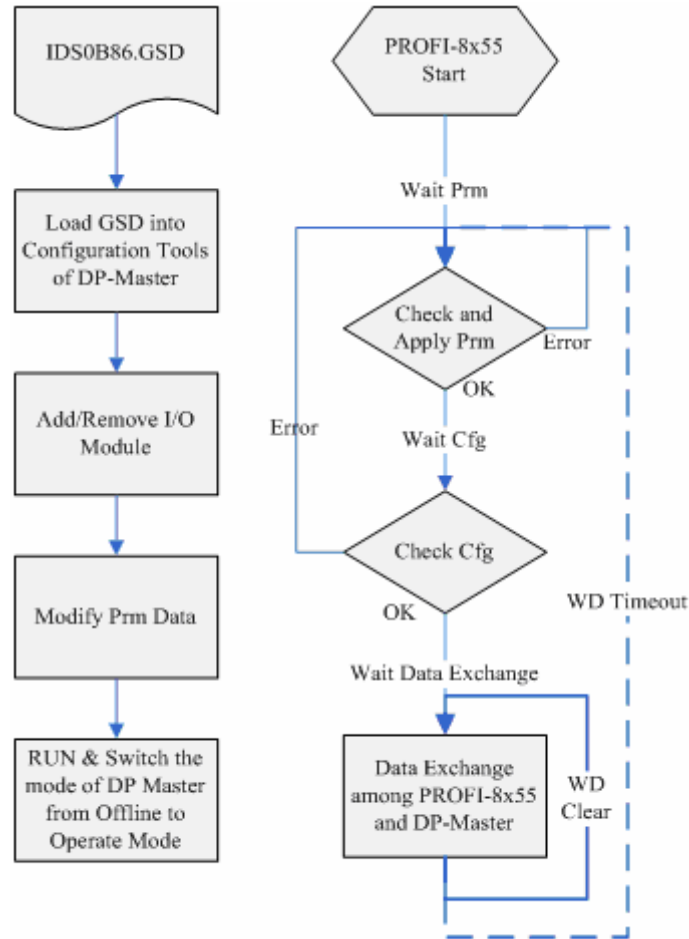 IDS0B86.GSD
Load GSD into
Configuration Tools
of DP-Master
Add/Remove I/O
Module
Modify Prm Data
RUN & Switch the
mode of DP Master
from Offline to
Operate Mode
PROFI-8x55
Start
Wait Prm
Check and
Apply Prm
Error
OK
Wait Cfg
Error
Check Cfg
OK
WD Timeout
Wait Data Exchange
Data Exchange
among PROFI-8x55
and DP-Master
WD
Clear